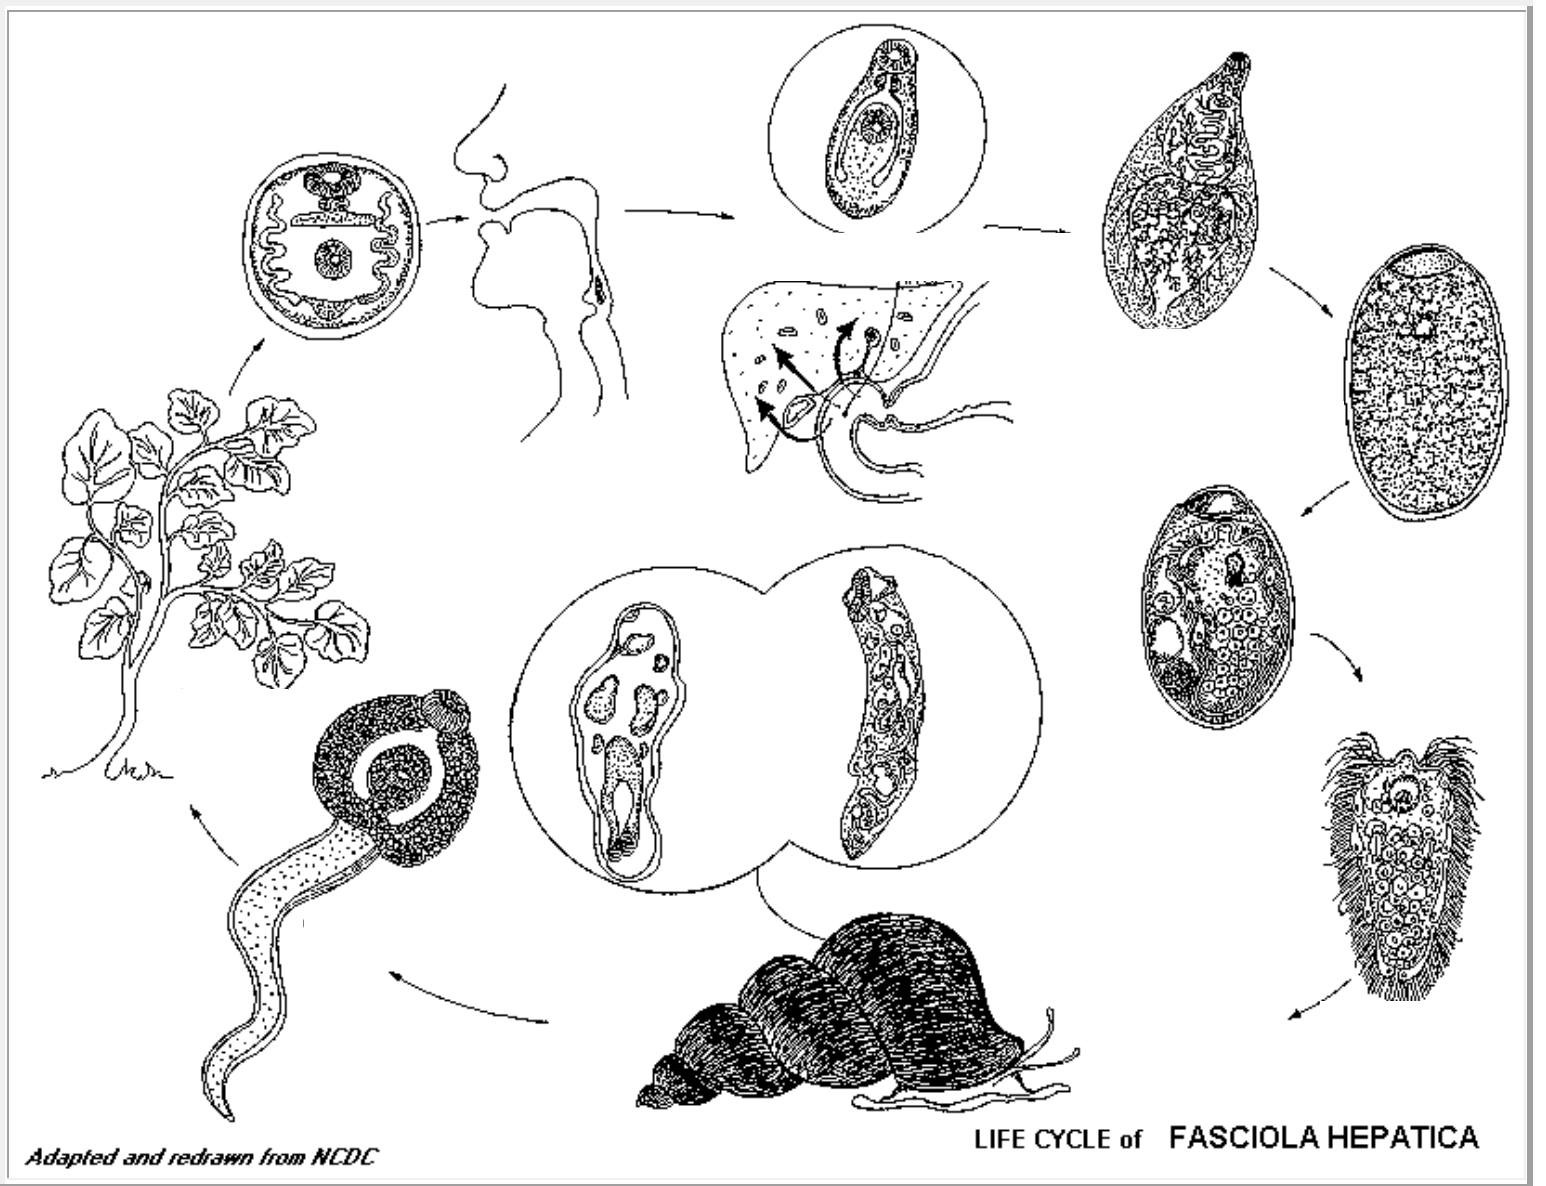 LIFE CYCLE of FASCIOLA HEPATICA
Adapted and redrawn from NCDC